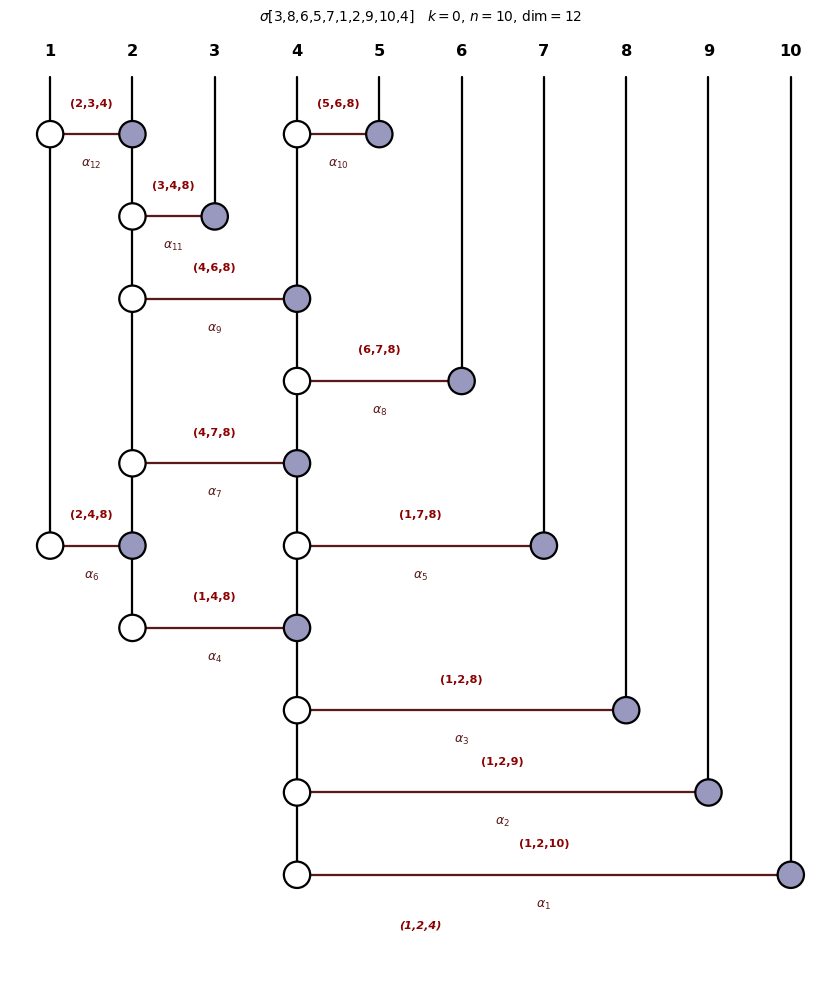 σ[3,8,6,5,7,1,2,9,10,4]   k=0, n=10, dim=12
1 2 3 4 5 6 7 8 9 10
(2,3,4) (5,6,8)
α₁₂ α₁₀
(3,4,8)
α₁₁
(4,6,8)
α₉
(6,7,8)
α₈
(4,7,8)
α₇
(2,4,8) (1,7,8)
α₆ α₅
(1,4,8)
α₄
(1,2,8)
α₃
(1,2,9)
α₂
(1,2,10)
α₁
(1,2,4)